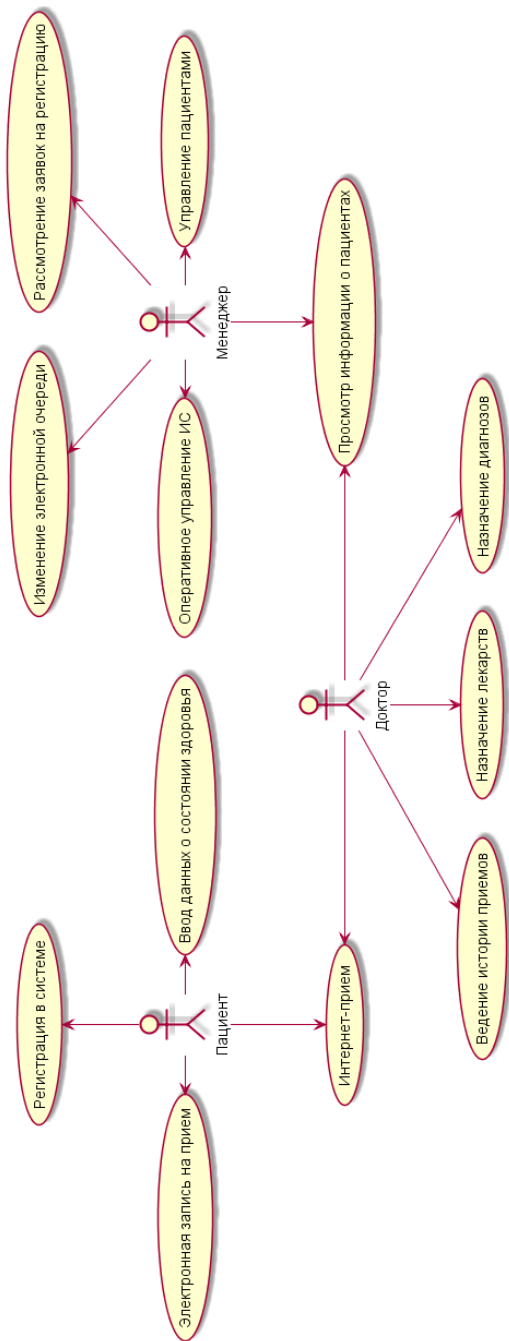 Регистрация в системе
Изменение электронной очереди
Рассмотрение заявок на регистрацию
Электронная запись на прием
Ввод данных о состоянии здоровья
Оперативное управление ИС
Управление пациентами
Пациент
Менеджер
Интернет-прием
Просмотр информации о пациентах
Доктор
Ведение истории приемов
Назначение лекарств
Назначение диагнозов